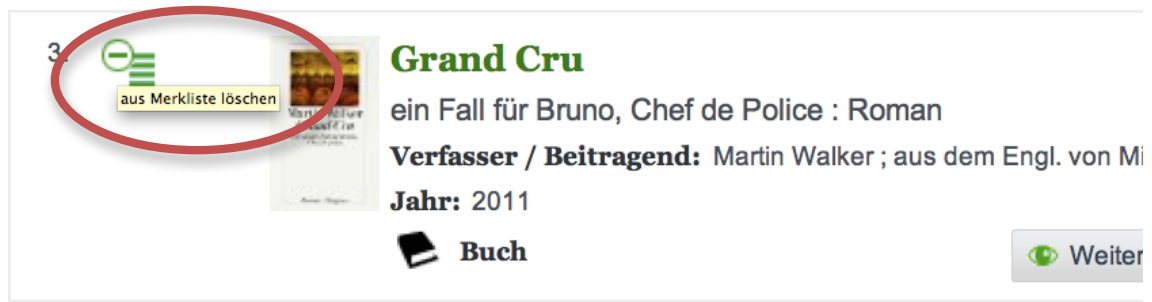 3.
aus Merkliste löschen
Grand Cru
ein Fall für Bruno, Chef de Police : Roman
Verfasser / Beitragend: Martin Walker ; aus dem Engl. von Mi
Jahr: 2011
Buch
Weiter